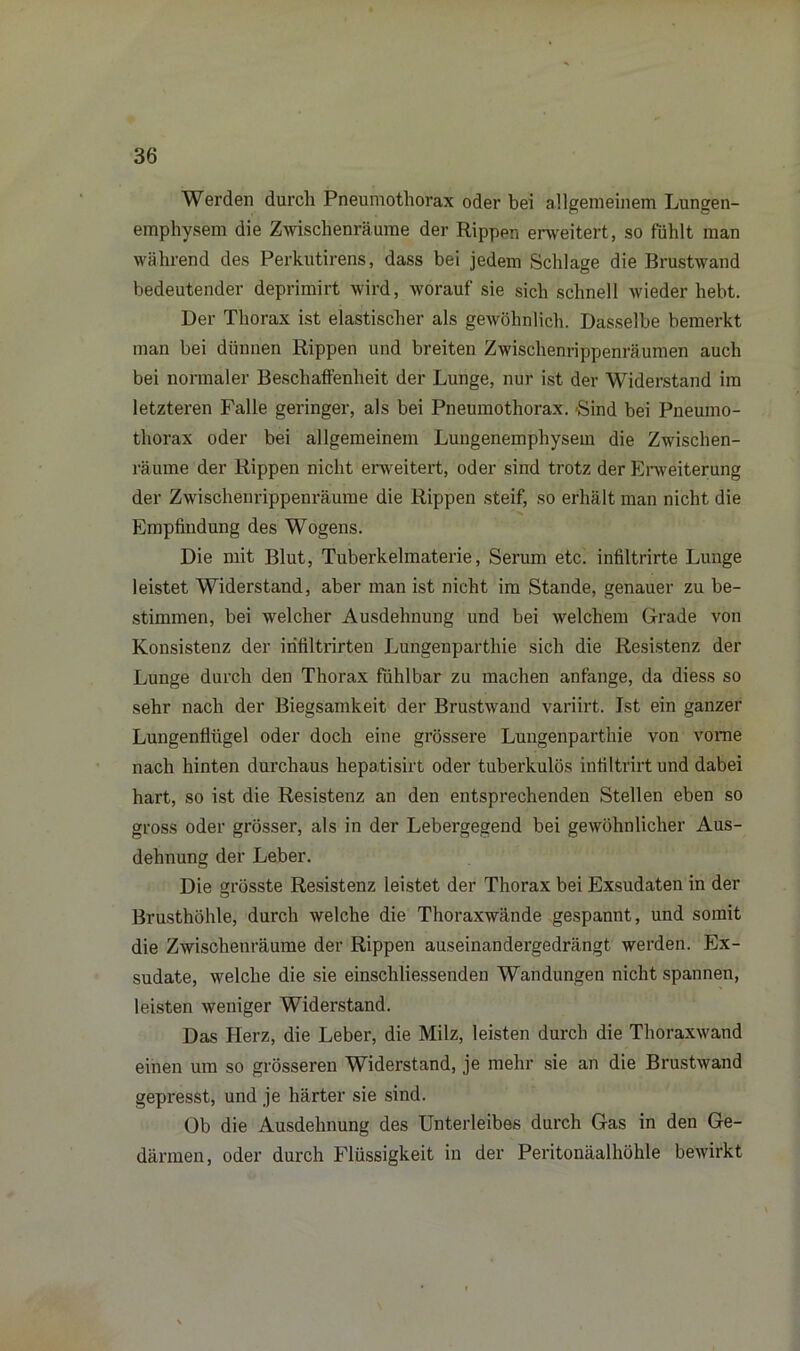 36
Werden durch Pneumothorax oder bei allgemeinem Lungen-
emphysem die Zwischenräume der Rippen erweitert, so fühlt man
während des Perkutirens, dass bei jedem Schlage die Brustwand
bedeutender deprimirt wird, worauf sie sich schnell wieder hebt.
Der Thorax ist elastischer als gewöhnlich. Dasselbe bemerkt
man bei dünnen Rippen und breiten Zwischenrippenräumen auch
bei normaler Beschaffenheit der Lunge, nur ist der Widerstand im
letzteren Falle geringer, als bei Pneumothorax. Sind bei Pneumo-
thorax oder bei allgemeinem Lungenemphysem die Zwischen-
räume der Rippen nicht erweitert, oder sind trotz der Erweiterung
der Zwischenrippenräume die Rippen steif, so erhält man nicht die
Empfindung des Wogens.
Die mit Blut, Tuberkelmaterie, Serum etc. infiltrirte Lunge
leistet Widerstand, aber man ist nicht im Stande, genauer zu be-
stimmen, bei welcher Ausdehnung und bei welchem Grade von
Konsistenz der infiltrirten Lungenparthie sich die Resistenz der
Lunge durch den Thorax fühlbar zu machen anfange, da diess so
sehr nach der Biegsamkeit der Brustwand variirt. Ist ein ganzer
Lungenflügel oder doch eine grössere Lungenparthie von vorne
nach hinten durchaus hepatisirt oder tuberkulös infiltrirt und dabei
hart, so ist die Resistenz an den entsprechenden Stellen eben so
gross oder grösser, als in der Lebergegend bei gewöhnlicher Aus-
dehnung der Leber.
Die grösste Resistenz leistet der Thorax bei Exsudaten in der
Brusthöhle, durch welche die Thoraxwände gespannt, und somit
die Zwischenräume der Rippen auseinandergedrängt werden. Ex-
sudate, welche die sie einschliessenden Wandungen nicht spannen,
leisten weniger Widerstand.
Das Herz, die Leber, die Milz, leisten durch die Thoraxwand
einen um so grösseren Widerstand, je mehr sie an die Brustwand
gepresst, und je härter sie sind.
Ob die Ausdehnung des Unterleibes durch Gas in den Ge-
därmen, oder durch Flüssigkeit in der Peritonäalhöhle bewirkt